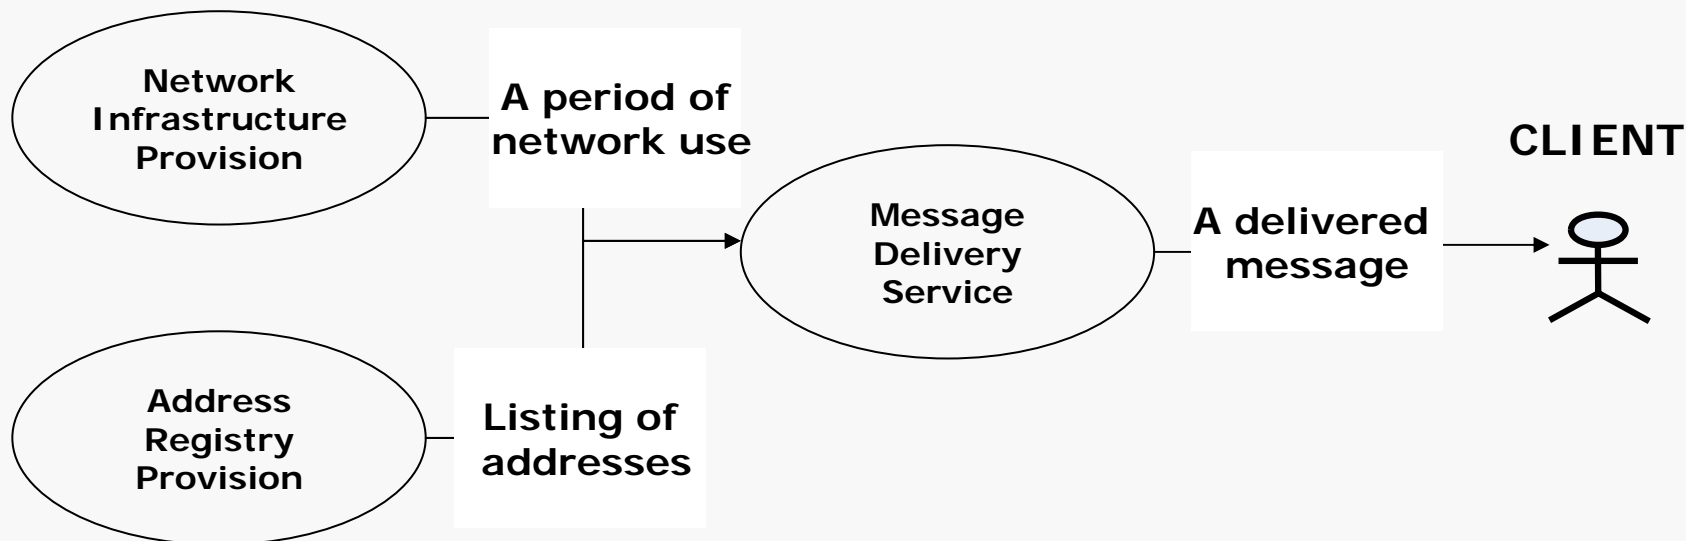 Network
Infrastructure
Provision
A period of
network use
CLIENT
Message
Delivery
Service
A delivered
message
Address
Registry
Provision
Listing of
addresses